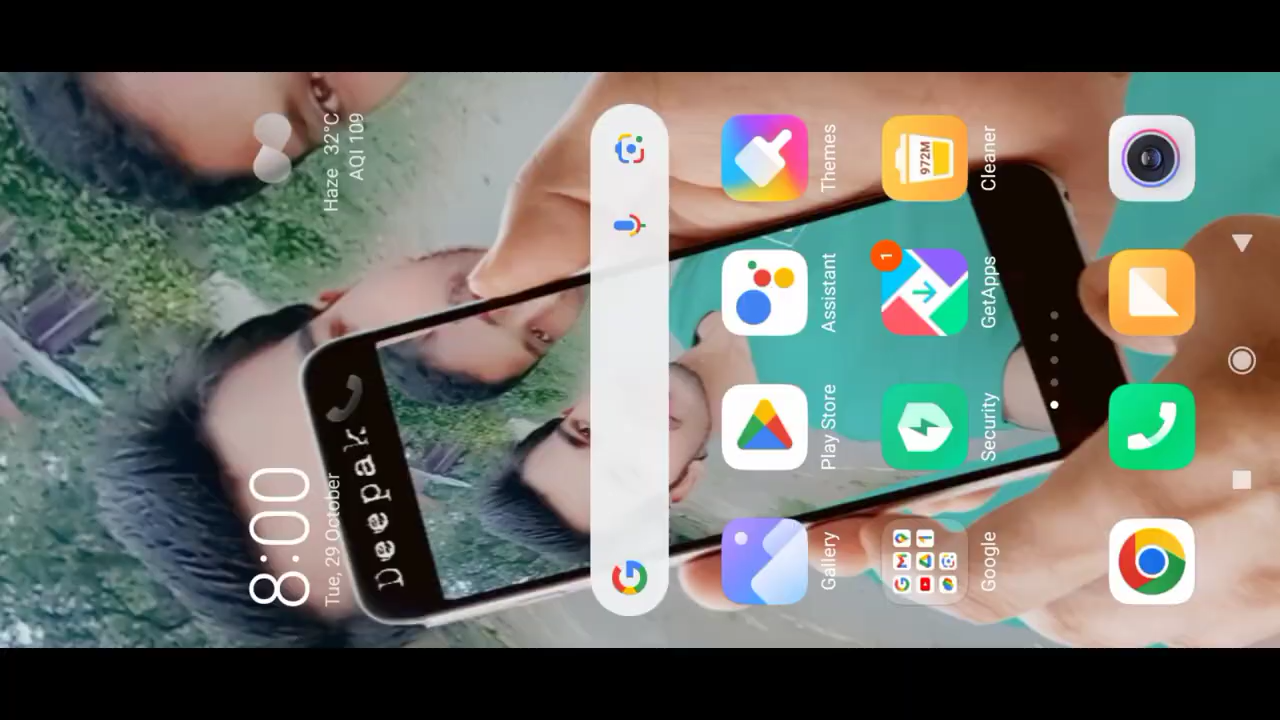 8:00
Tue, 29 October
Haze 32°C
AQI 109
Deepak
Gallery
Play Store
Assistant
Themes
972M
1
Google
Security
GetApps
Cleaner